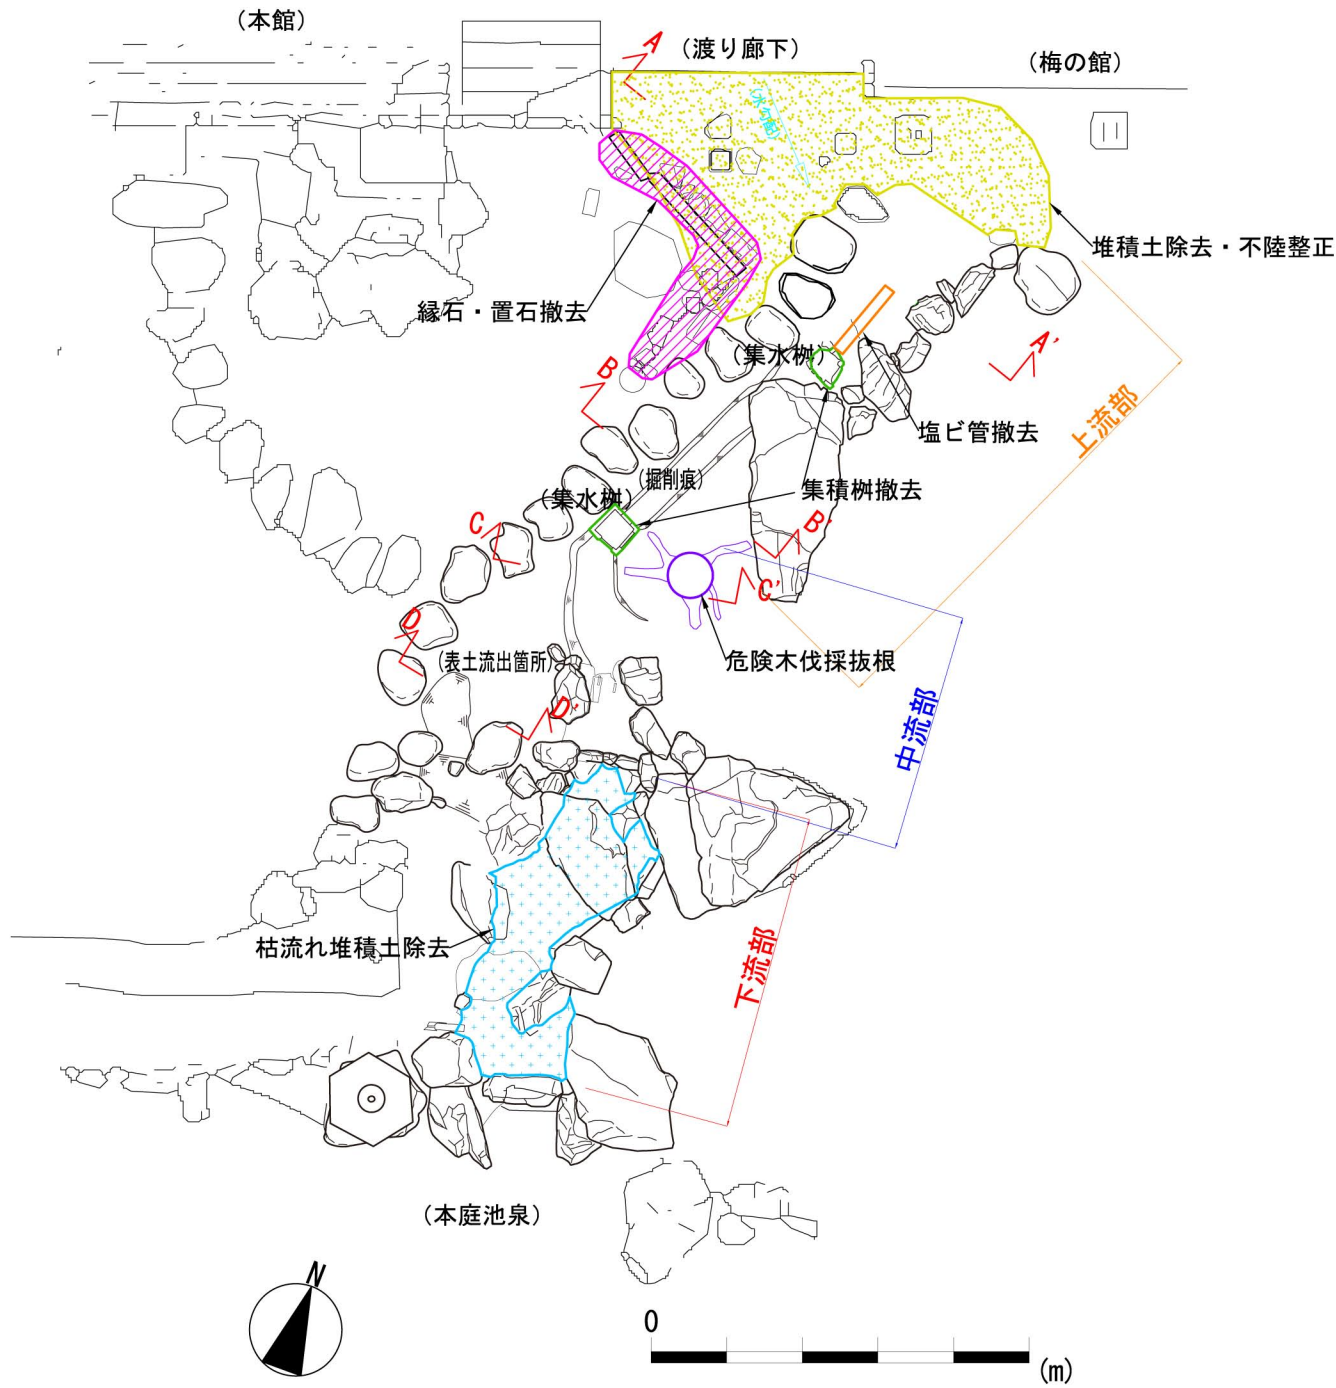 （本館）
（渡り廊下）
（梅の館）
A
（水勾配）
堆積土除去・不陸整正
縁石・置石撤去
（集水桝）
A'
B
塩ビ管撤去
上流部
（掘削痕）
集積桝撤去
（集水桝）
B'
C
C'
D
（表土流出箇所）
危険木伐採抜根
D'
中流部
枯流れ堆積土除去
下流部
（本庭池泉）
N
0
(m)